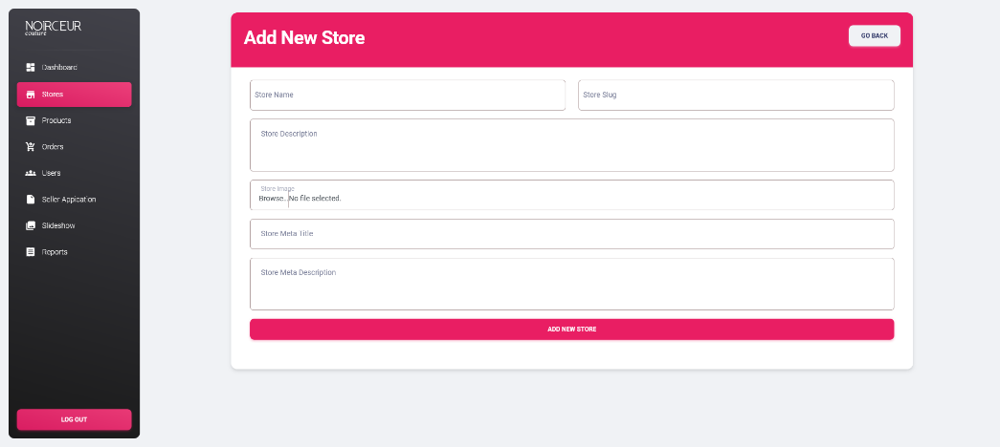 NOIRCEUR
couture
Dashboard
Stores
Products
Orders
Users
Seller Appication
Slideshow
Reports
LOG OUT
Add New Store
GO BACK
Store Name
Store Slug
Store Description
Store Image
Browse... No file selected.
Store Meta Title
Store Meta Description
ADD NEW STORE